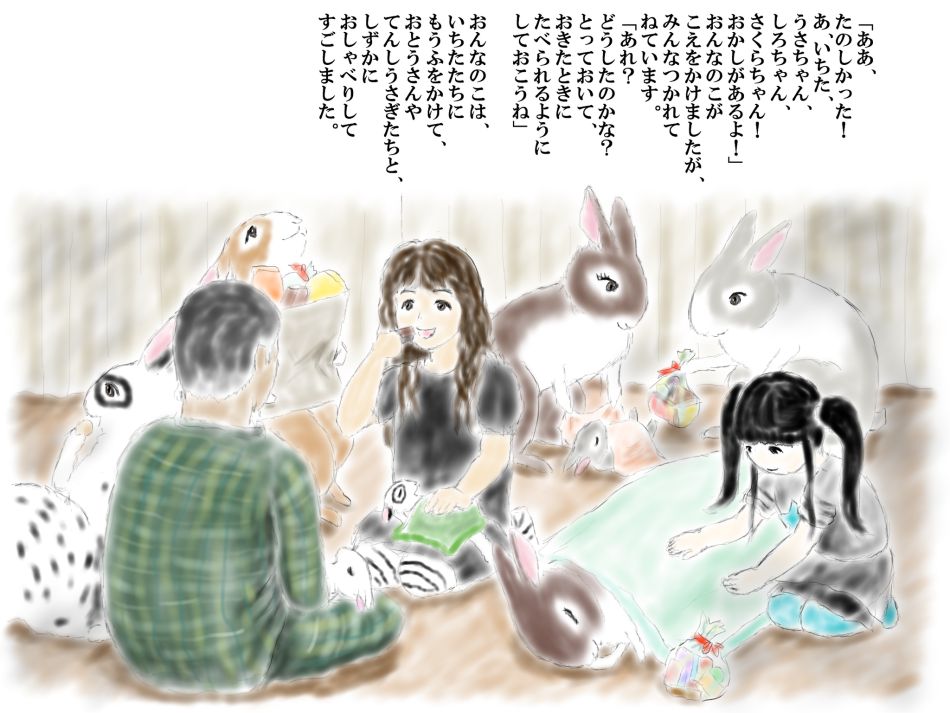 「ああ、
たのしかった！
あ、いちた、
うさちゃん、
しろちゃん、
さくらちゃん！
おかしがあるよ！」
おんなのこが
こえをかけましたが、
みんなつかれて
ねています。
「あれ？
どうしたのかな？
とっておいて、
おきたときに
たべられるように
しておこうね」
おんなのこは、
いちたたちに
もうふをかけて、
おとうさんや
てんしうさぎたちと、
しずかに
おしゃべりして
すごしました。